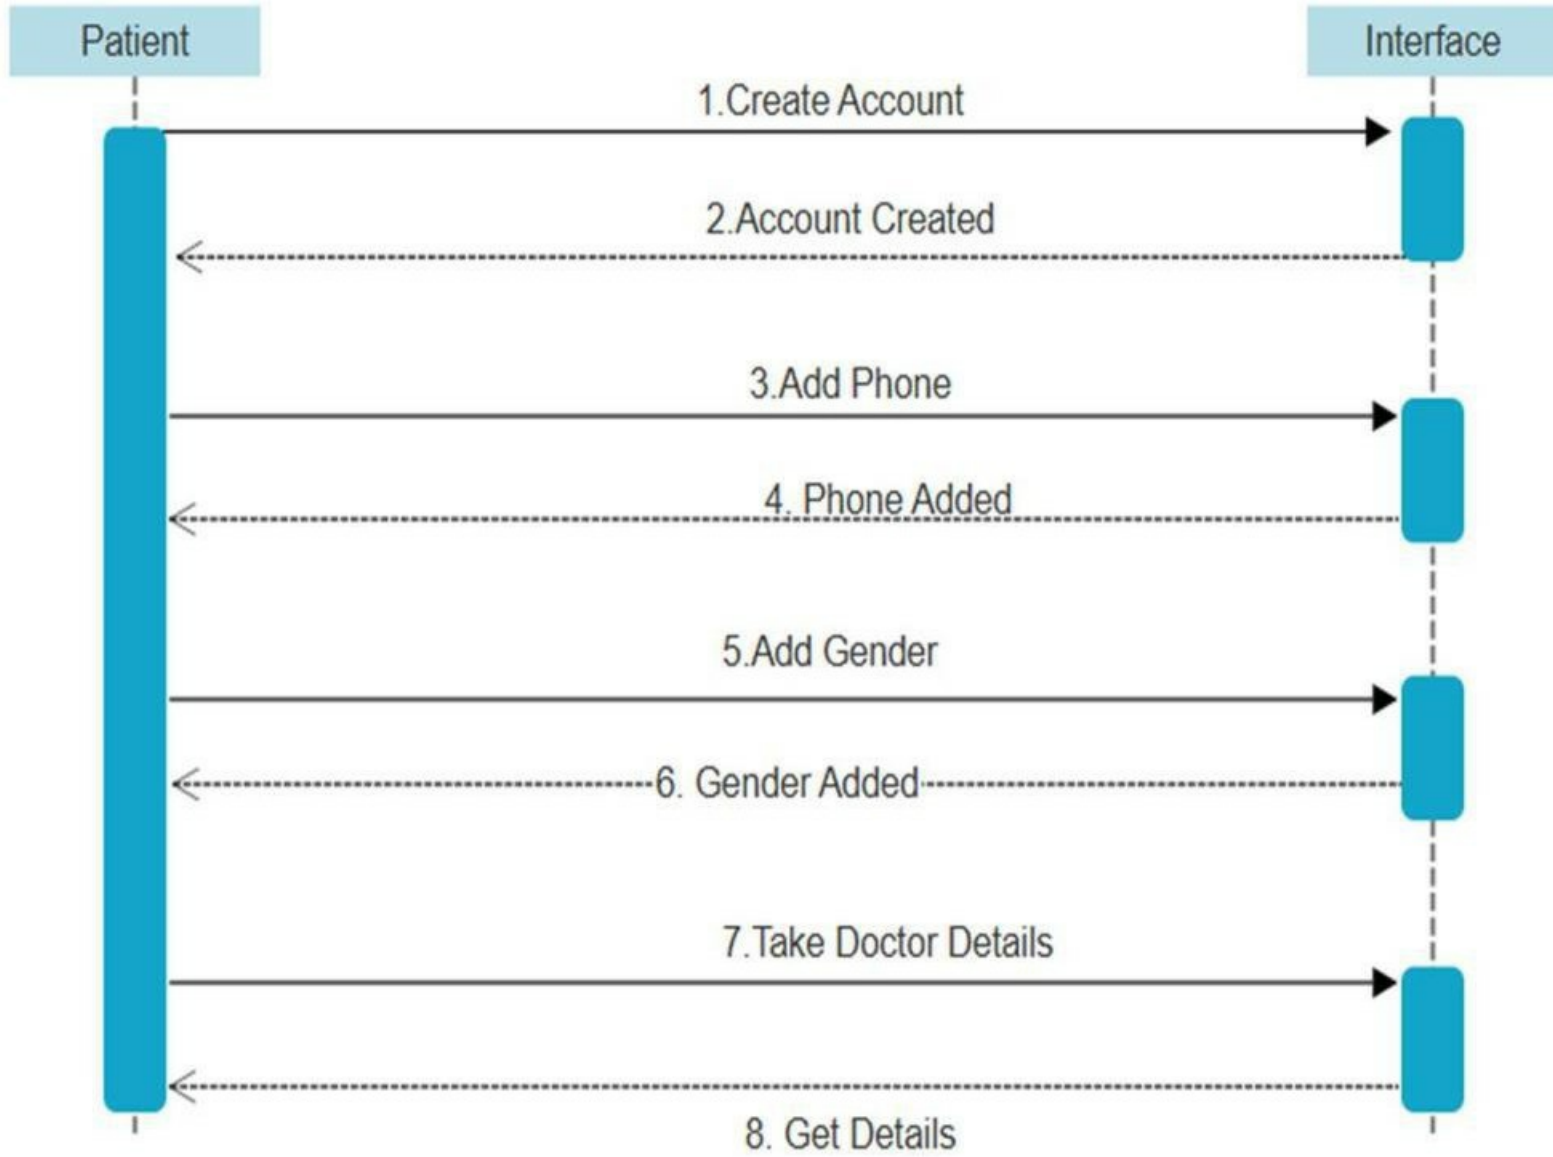 Patient
Interface
1.Create Account
2.Account Created
3.Add Phone
4. Phone Added
5.Add Gender
6. Gender Added
7.Take Doctor Details
8. Get Details